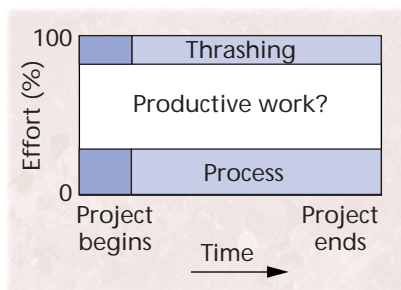 100
Thrashing
Effort (%)
Productive work?
Process
0
Project begins
Project ends
Time